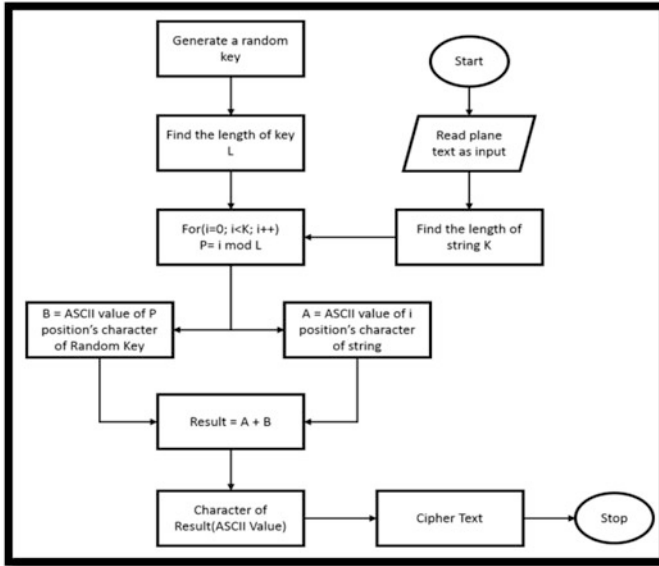 Generate a random
key
Start
Find the length of key
L
Read plane
text as input
For(i=0; i<K; i++)
P= i mod L
Find the length of
string K
B = ASCII value of P
position's character
of Random Key
A = ASCII value of i
position's character
of string
Result = A + B
Character of
Result(ASCII Value)
Cipher Text
Stop